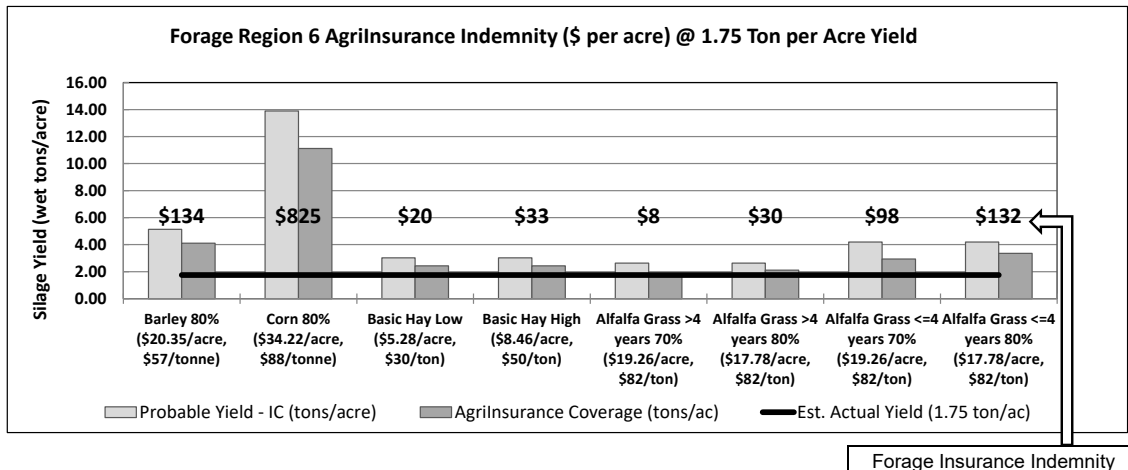 Forage Region 6 AgriInsurance Indemnity ($ per acre) @ 1.75 Ton per Acre Yield
Silage Yield (wet tons/acre)
16.00
14.00
12.00
10.00
8.00
6.00
4.00
2.00
0.00
$134
$825
$20
$33
$8
$30
$98
$132
Barley 80%
($20.35/acre,
$57/tonne)
Corn 80%
($34.22/acre,
$88/tonne)
Basic Hay Low
($5.28/acre,
$30/ton)
Basic Hay High
($8.46/acre,
$50/ton)
Alfalfa Grass >4
years 70%
($19.26/acre,
$82/ton)
Alfalfa Grass >4
years 80%
($17.78/acre,
$82/ton)
Alfalfa Grass <=4
years 70%
($19.26/acre,
$82/ton)
Alfalfa Grass <=4
years 80%
($17.78/acre,
$82/ton)
Probable Yield - IC (tons/acre)
AgriInsurance Coverage (tons/ac)
Est. Actual Yield (1.75 ton/ac)
Forage Insurance Indemnity